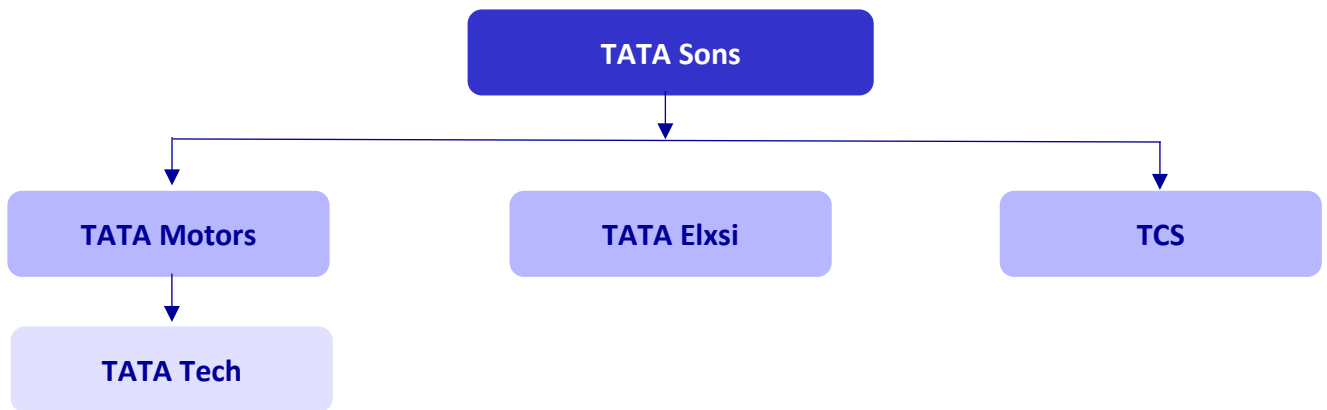 TATA Sons
TATA Motors
TATA Elxsi
TCS
TATA Tech